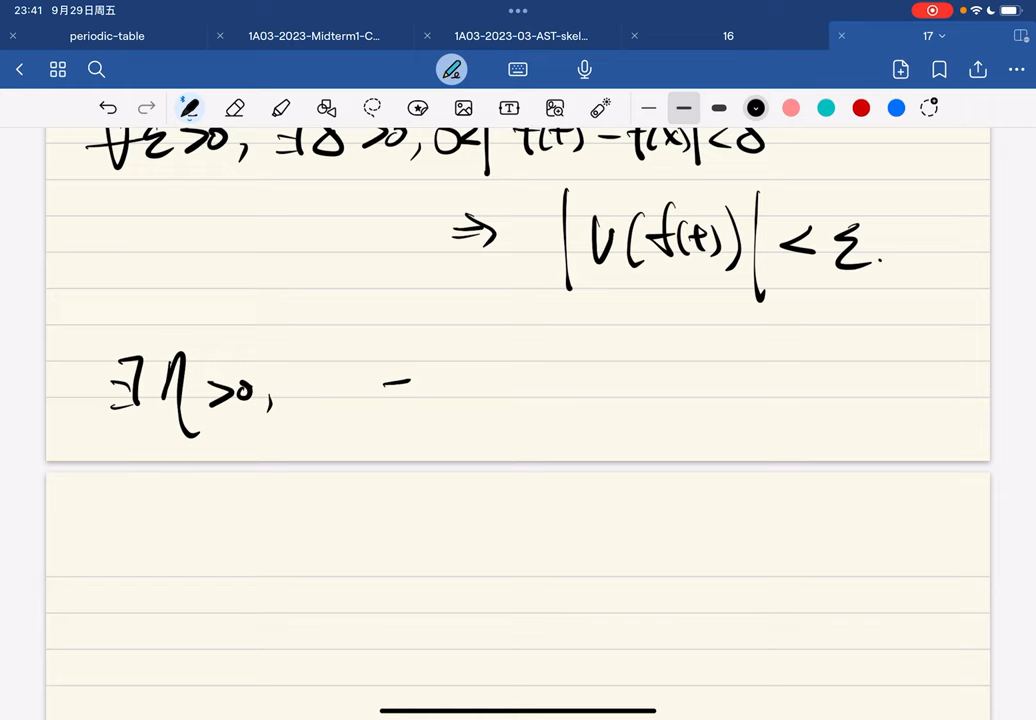 23:41 9月29日周五
periodic-table 1A03-2023-Midterm1-C... 1A03-2023-03-AST-skel... 16 17
∀ε>0, ∃δ>0, 0<|f(t)-f(x)|<δ
⇒ |v(f(t))| < ε.
∃η>0, -